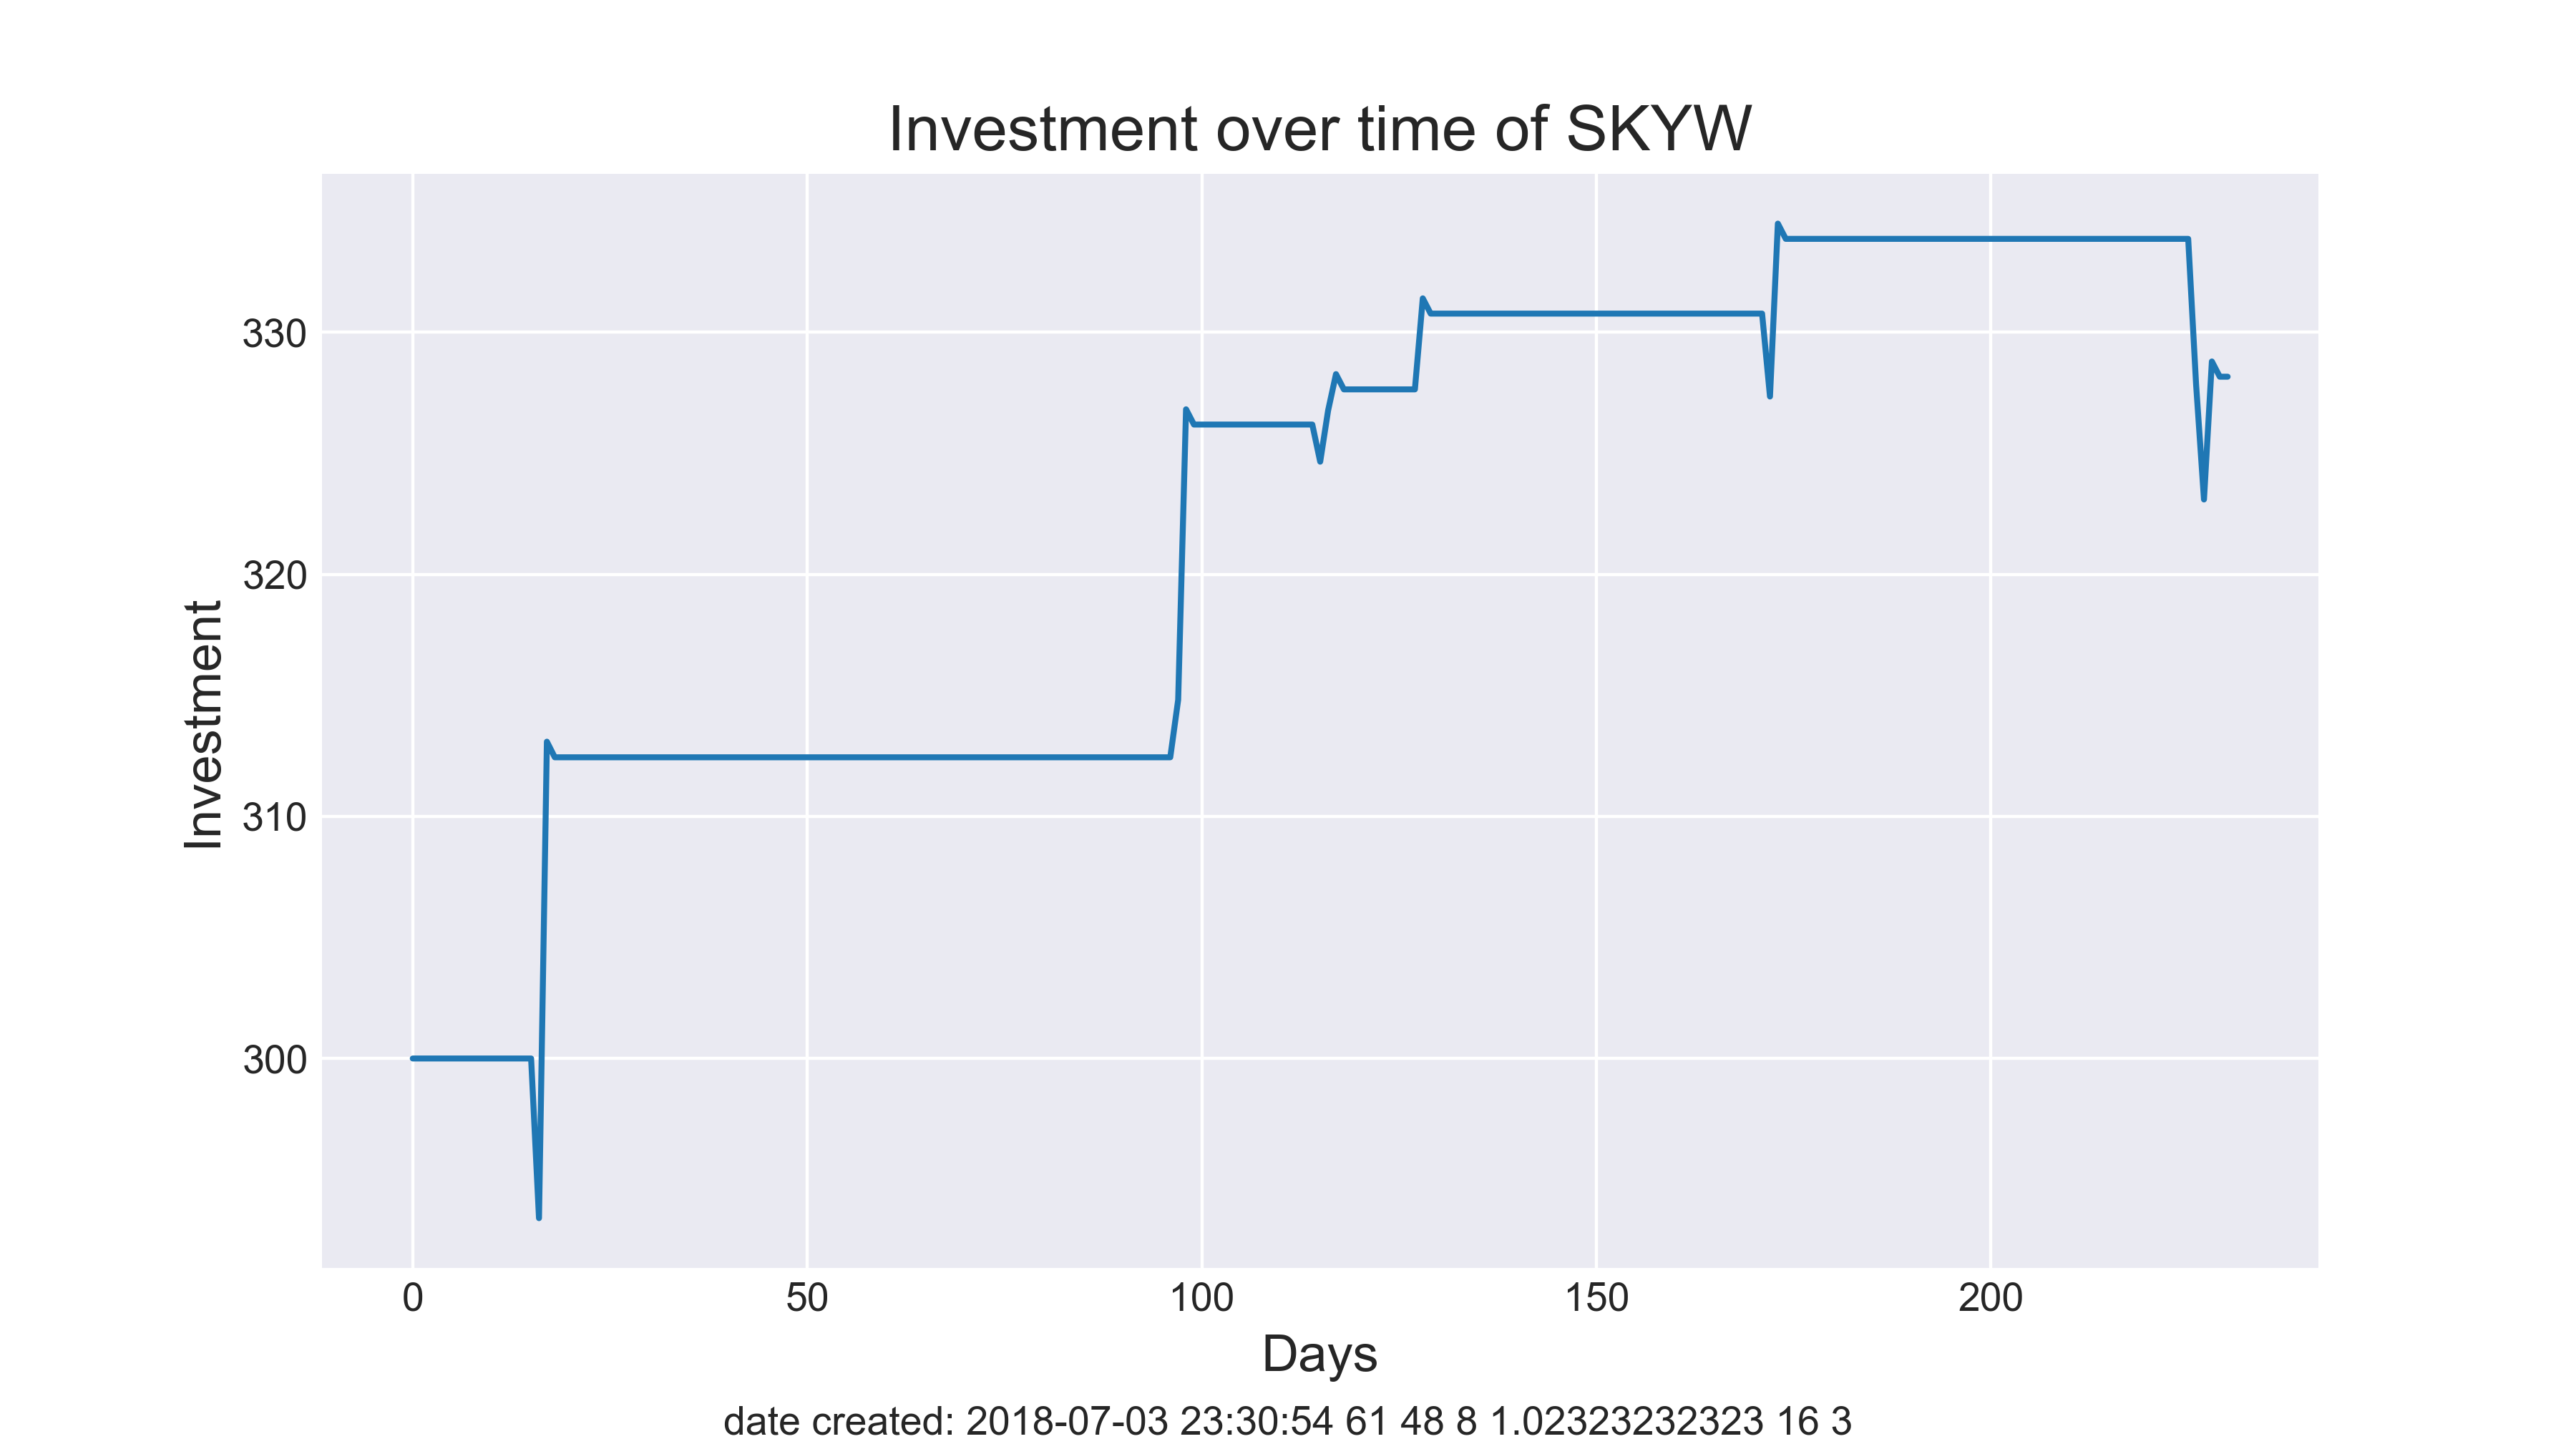 Investment over time of SKYW
Investment
330
320
310
300
0 50 100 150 200
Days
date created: 2018-07-03 23:30:54 61 48 8 1.02323232323 16 3